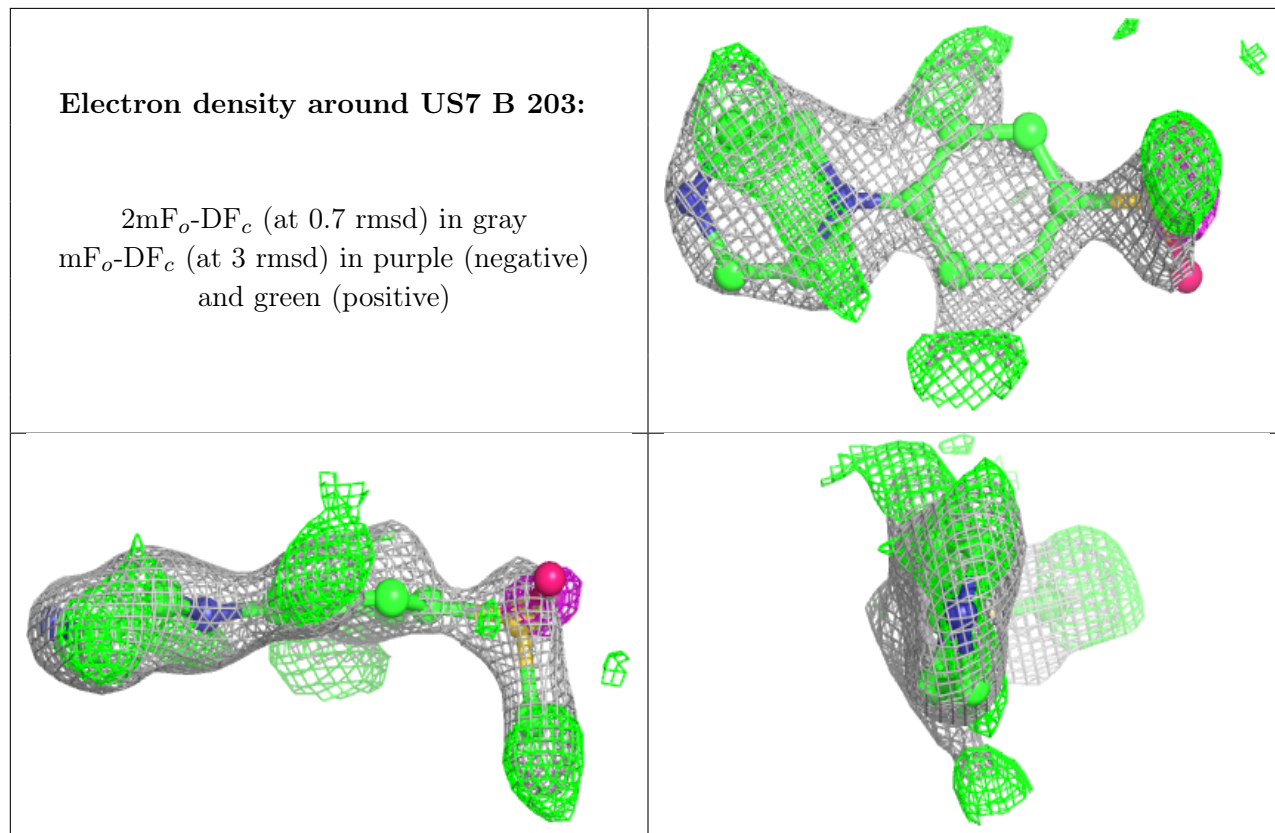 Electron density around US7 B 203:
2mFₒ-DF𝒸 (at 0.7 rmsd) in gray
mFₒ-DF𝒸 (at 3 rmsd) in purple (negative)
and green (positive)